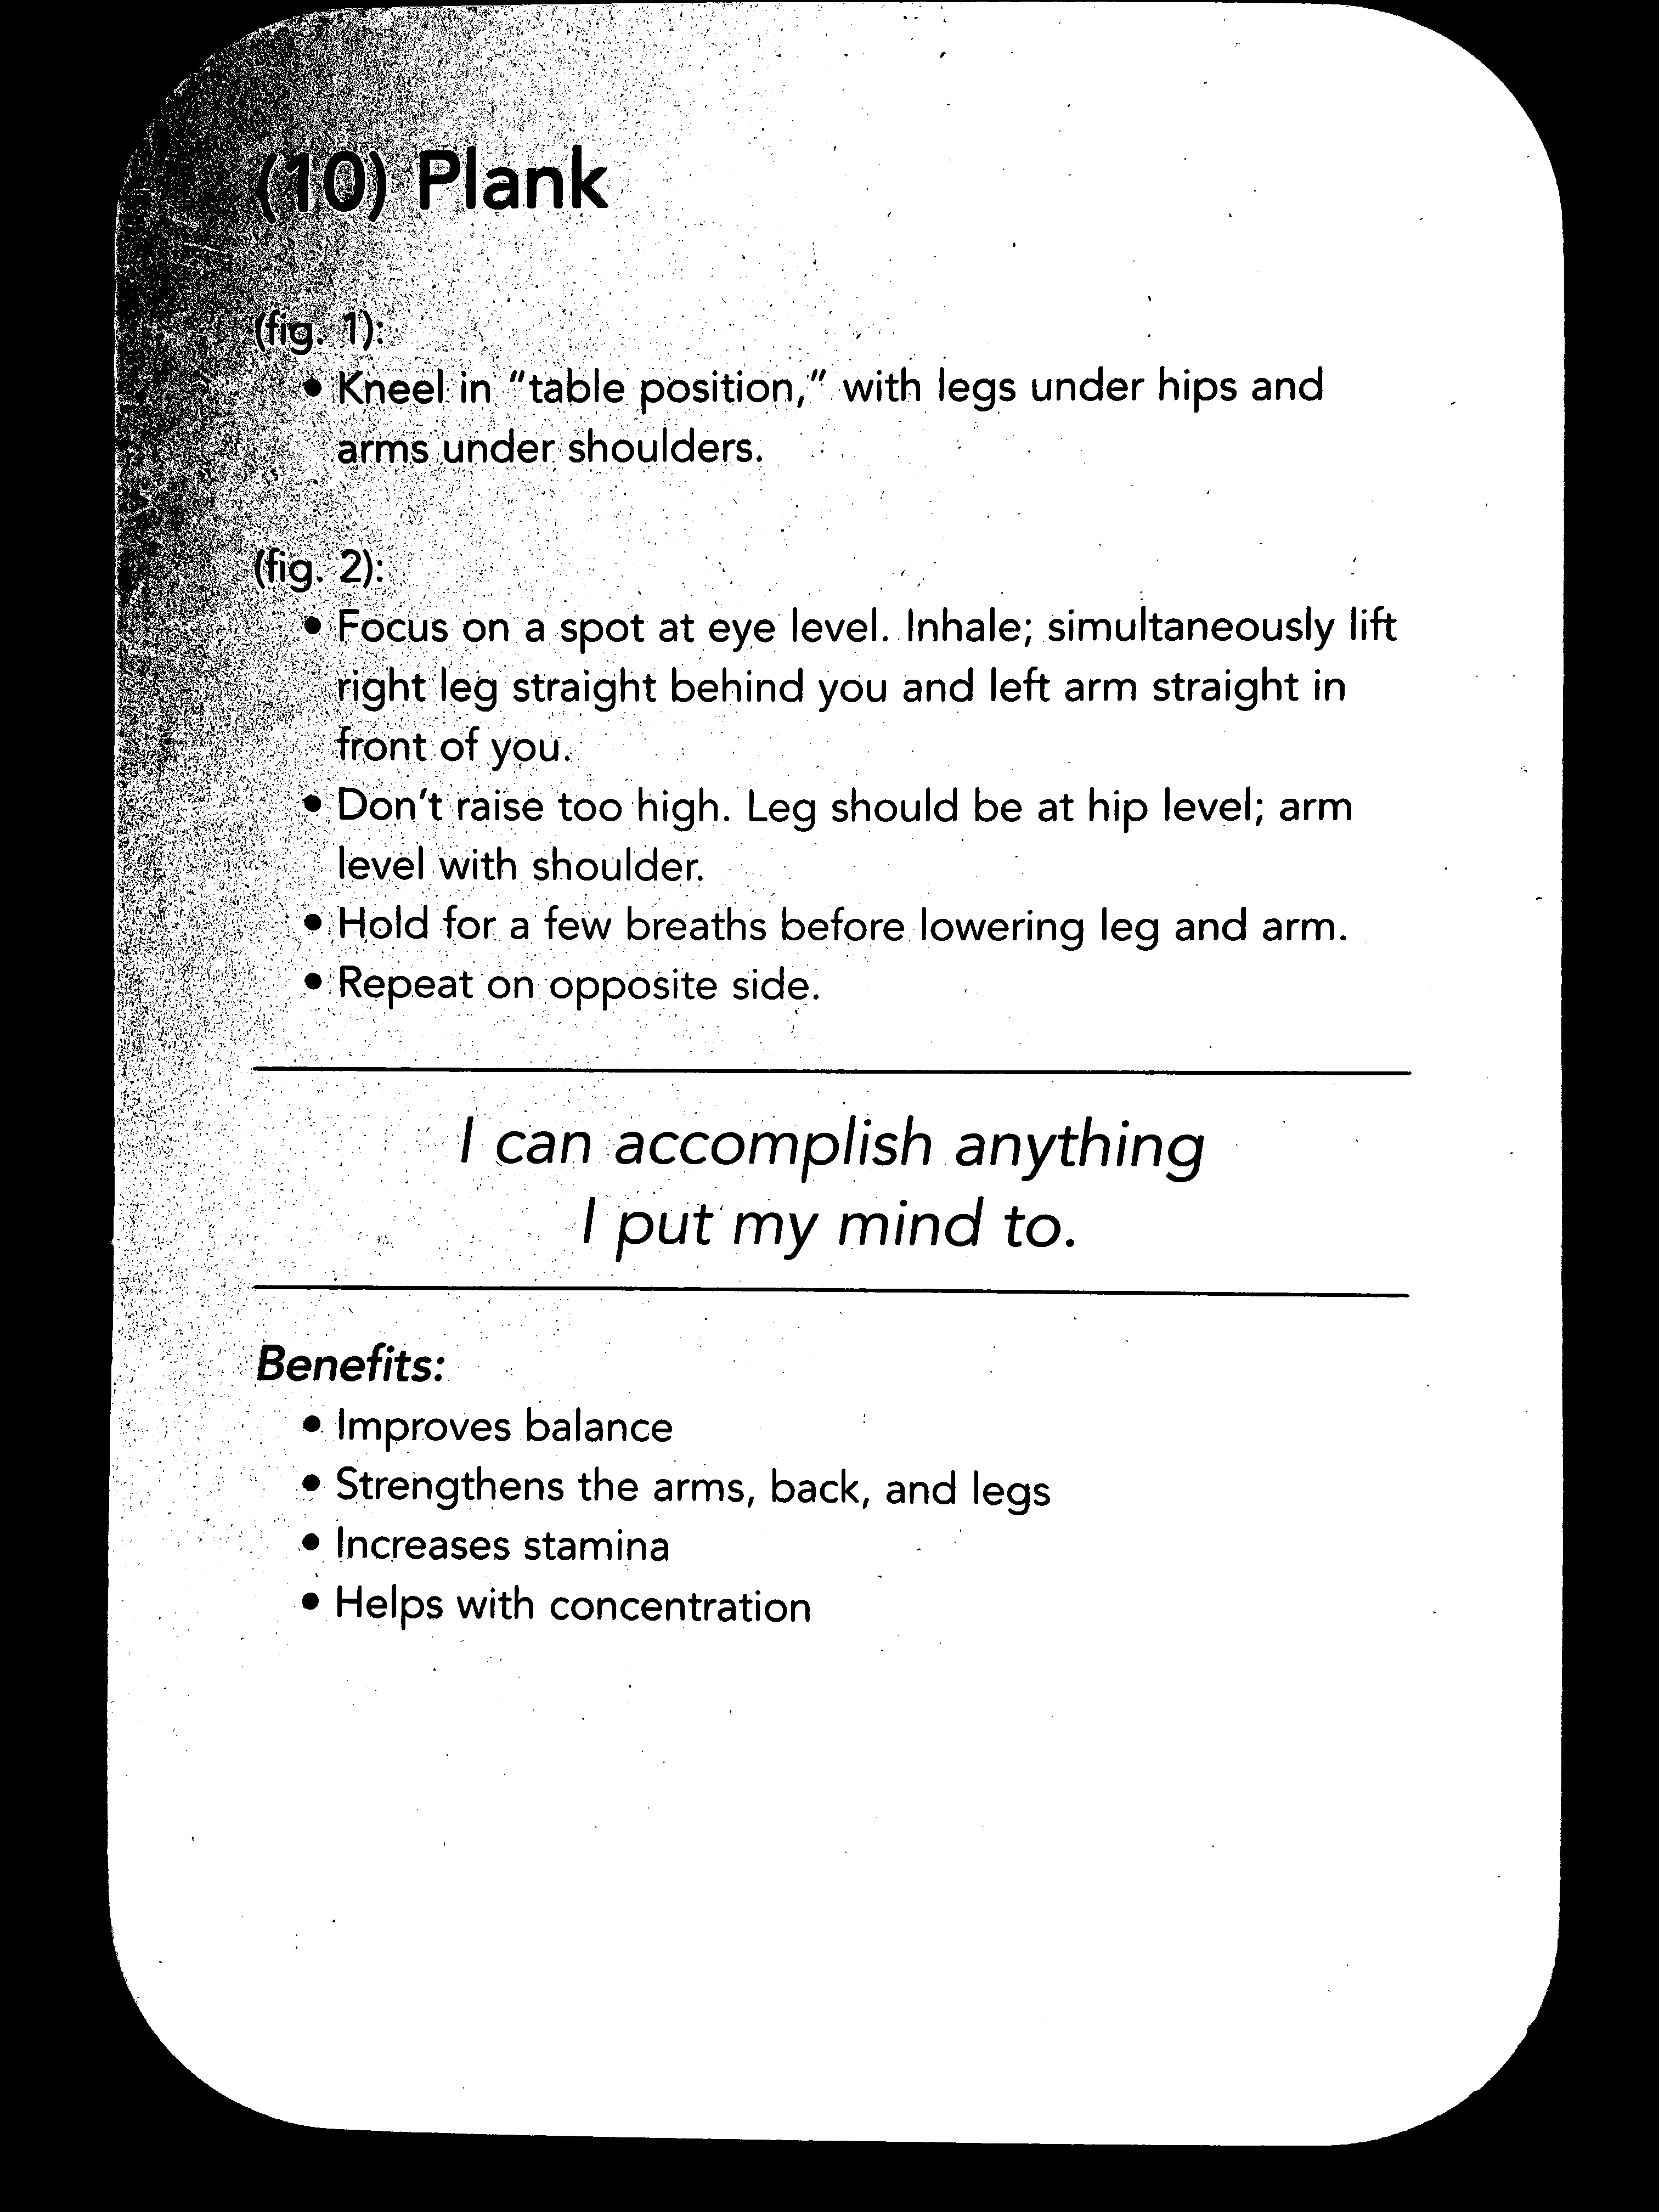 (10) Plank
(fig. 1):
• Kneel in “table position,” with legs under hips and
arms under shoulders.
(fig. 2):
• Focus on a spot at eye level. Inhale; simultaneously lift
right leg straight behind you and left arm straight in
front of you.
• Don’t raise too high. Leg should be at hip level; arm
level with shoulder.
• Hold for a few breaths before lowering leg and arm.
• Repeat on opposite side.
I can accomplish anything
I put my mind to.
Benefits:
• Improves balance
• Strengthens the arms, back, and legs
• Increases stamina
• Helps with concentration